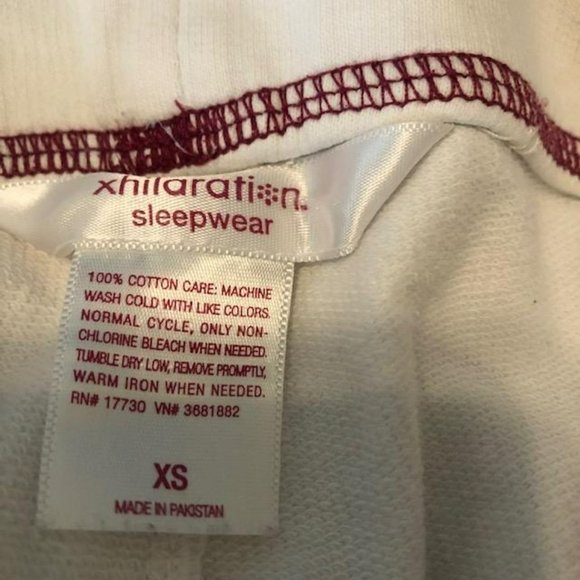 xhilaration.
sleepwear
100% COTTON CARE: MACHINE
WASH COLD WITH LIKE COLORS.
NORMAL CYCLE, ONLY NON-
CHLORINE BLEACH WHEN NEEDED.
TUMBLE DRY LOW, REMOVE PROMPTLY,
WARM IRON WHEN NEEDED.
RN# 17730 VN# 3681882
XS
MADE IN PAKISTAN